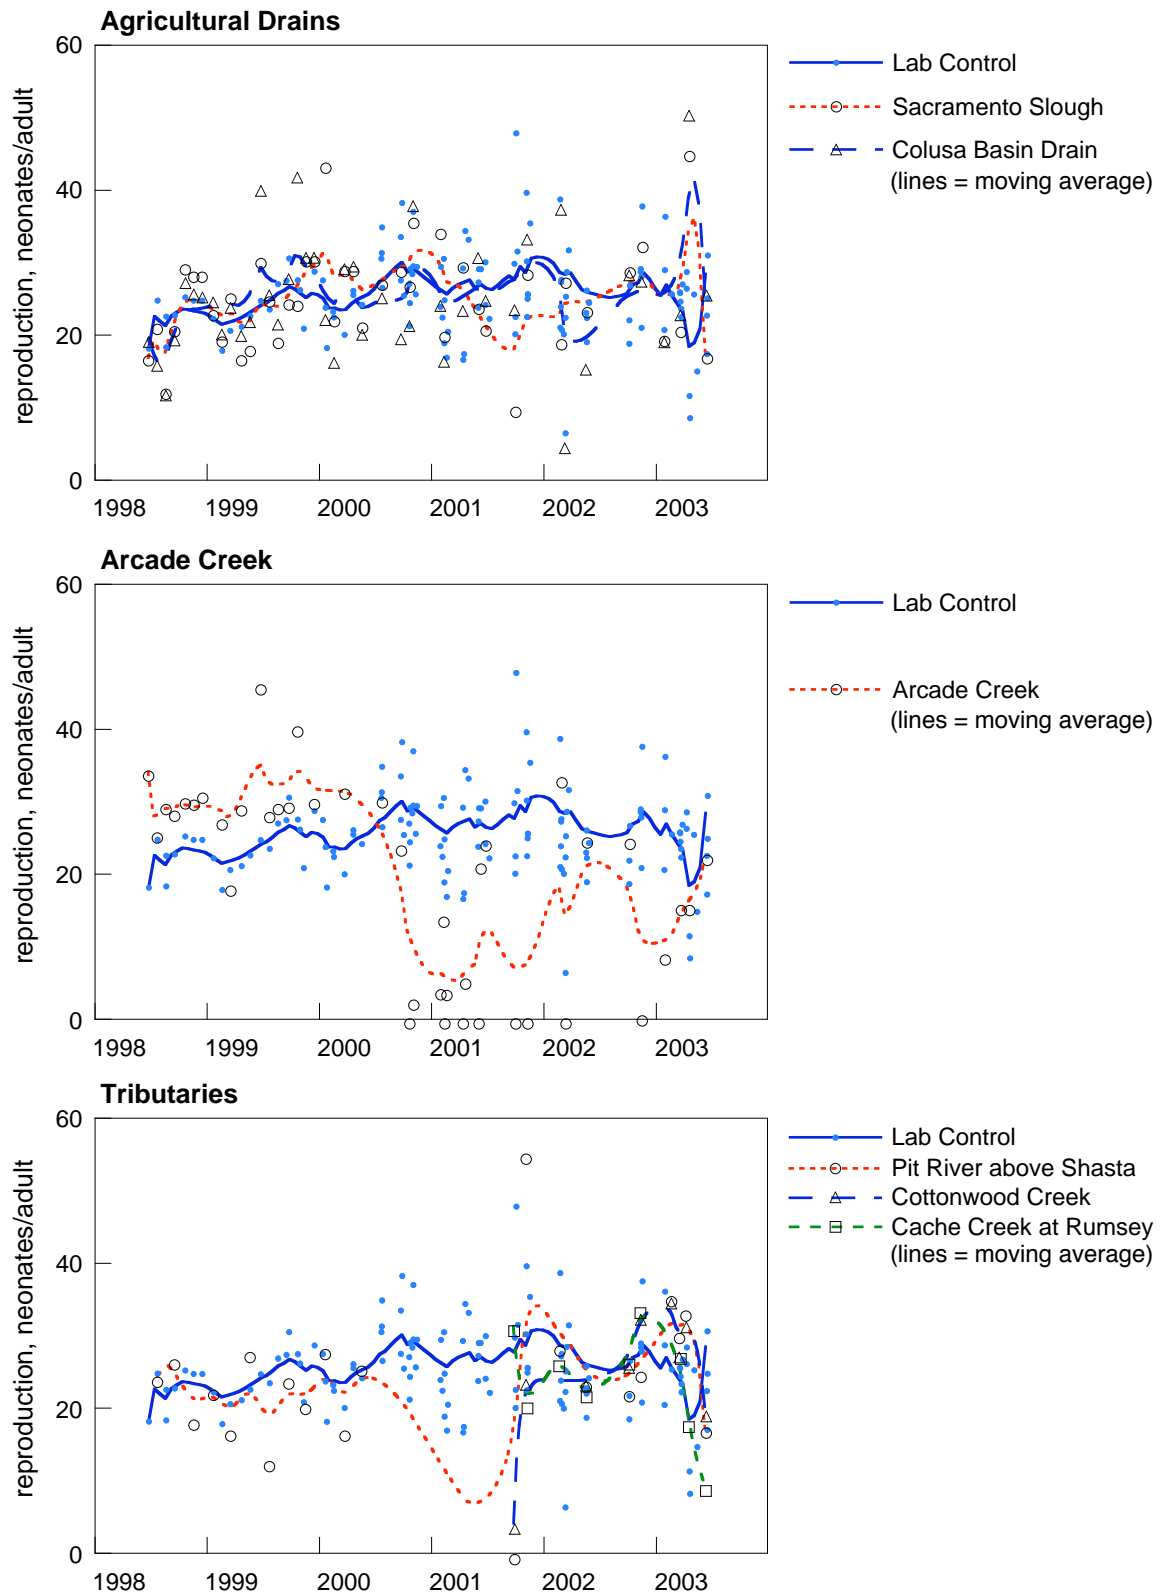 Agricultural Drains
60
40
20
0
reproduction, neonates/adult
1998 1999 2000 2001 2002 2003
Lab Control
Sacramento Slough
Colusa Basin Drain
(lines = moving average)
Arcade Creek
60
40
20
0
reproduction, neonates/adult
1998 1999 2000 2001 2002 2003
Lab Control
Arcade Creek
(lines = moving average)
Tributaries
60
40
20
0
reproduction, neonates/adult
1998 1999 2000 2001 2002 2003
Lab Control
Pit River above Shasta
Cottonwood Creek
Cache Creek at Rumsey
(lines = moving average)